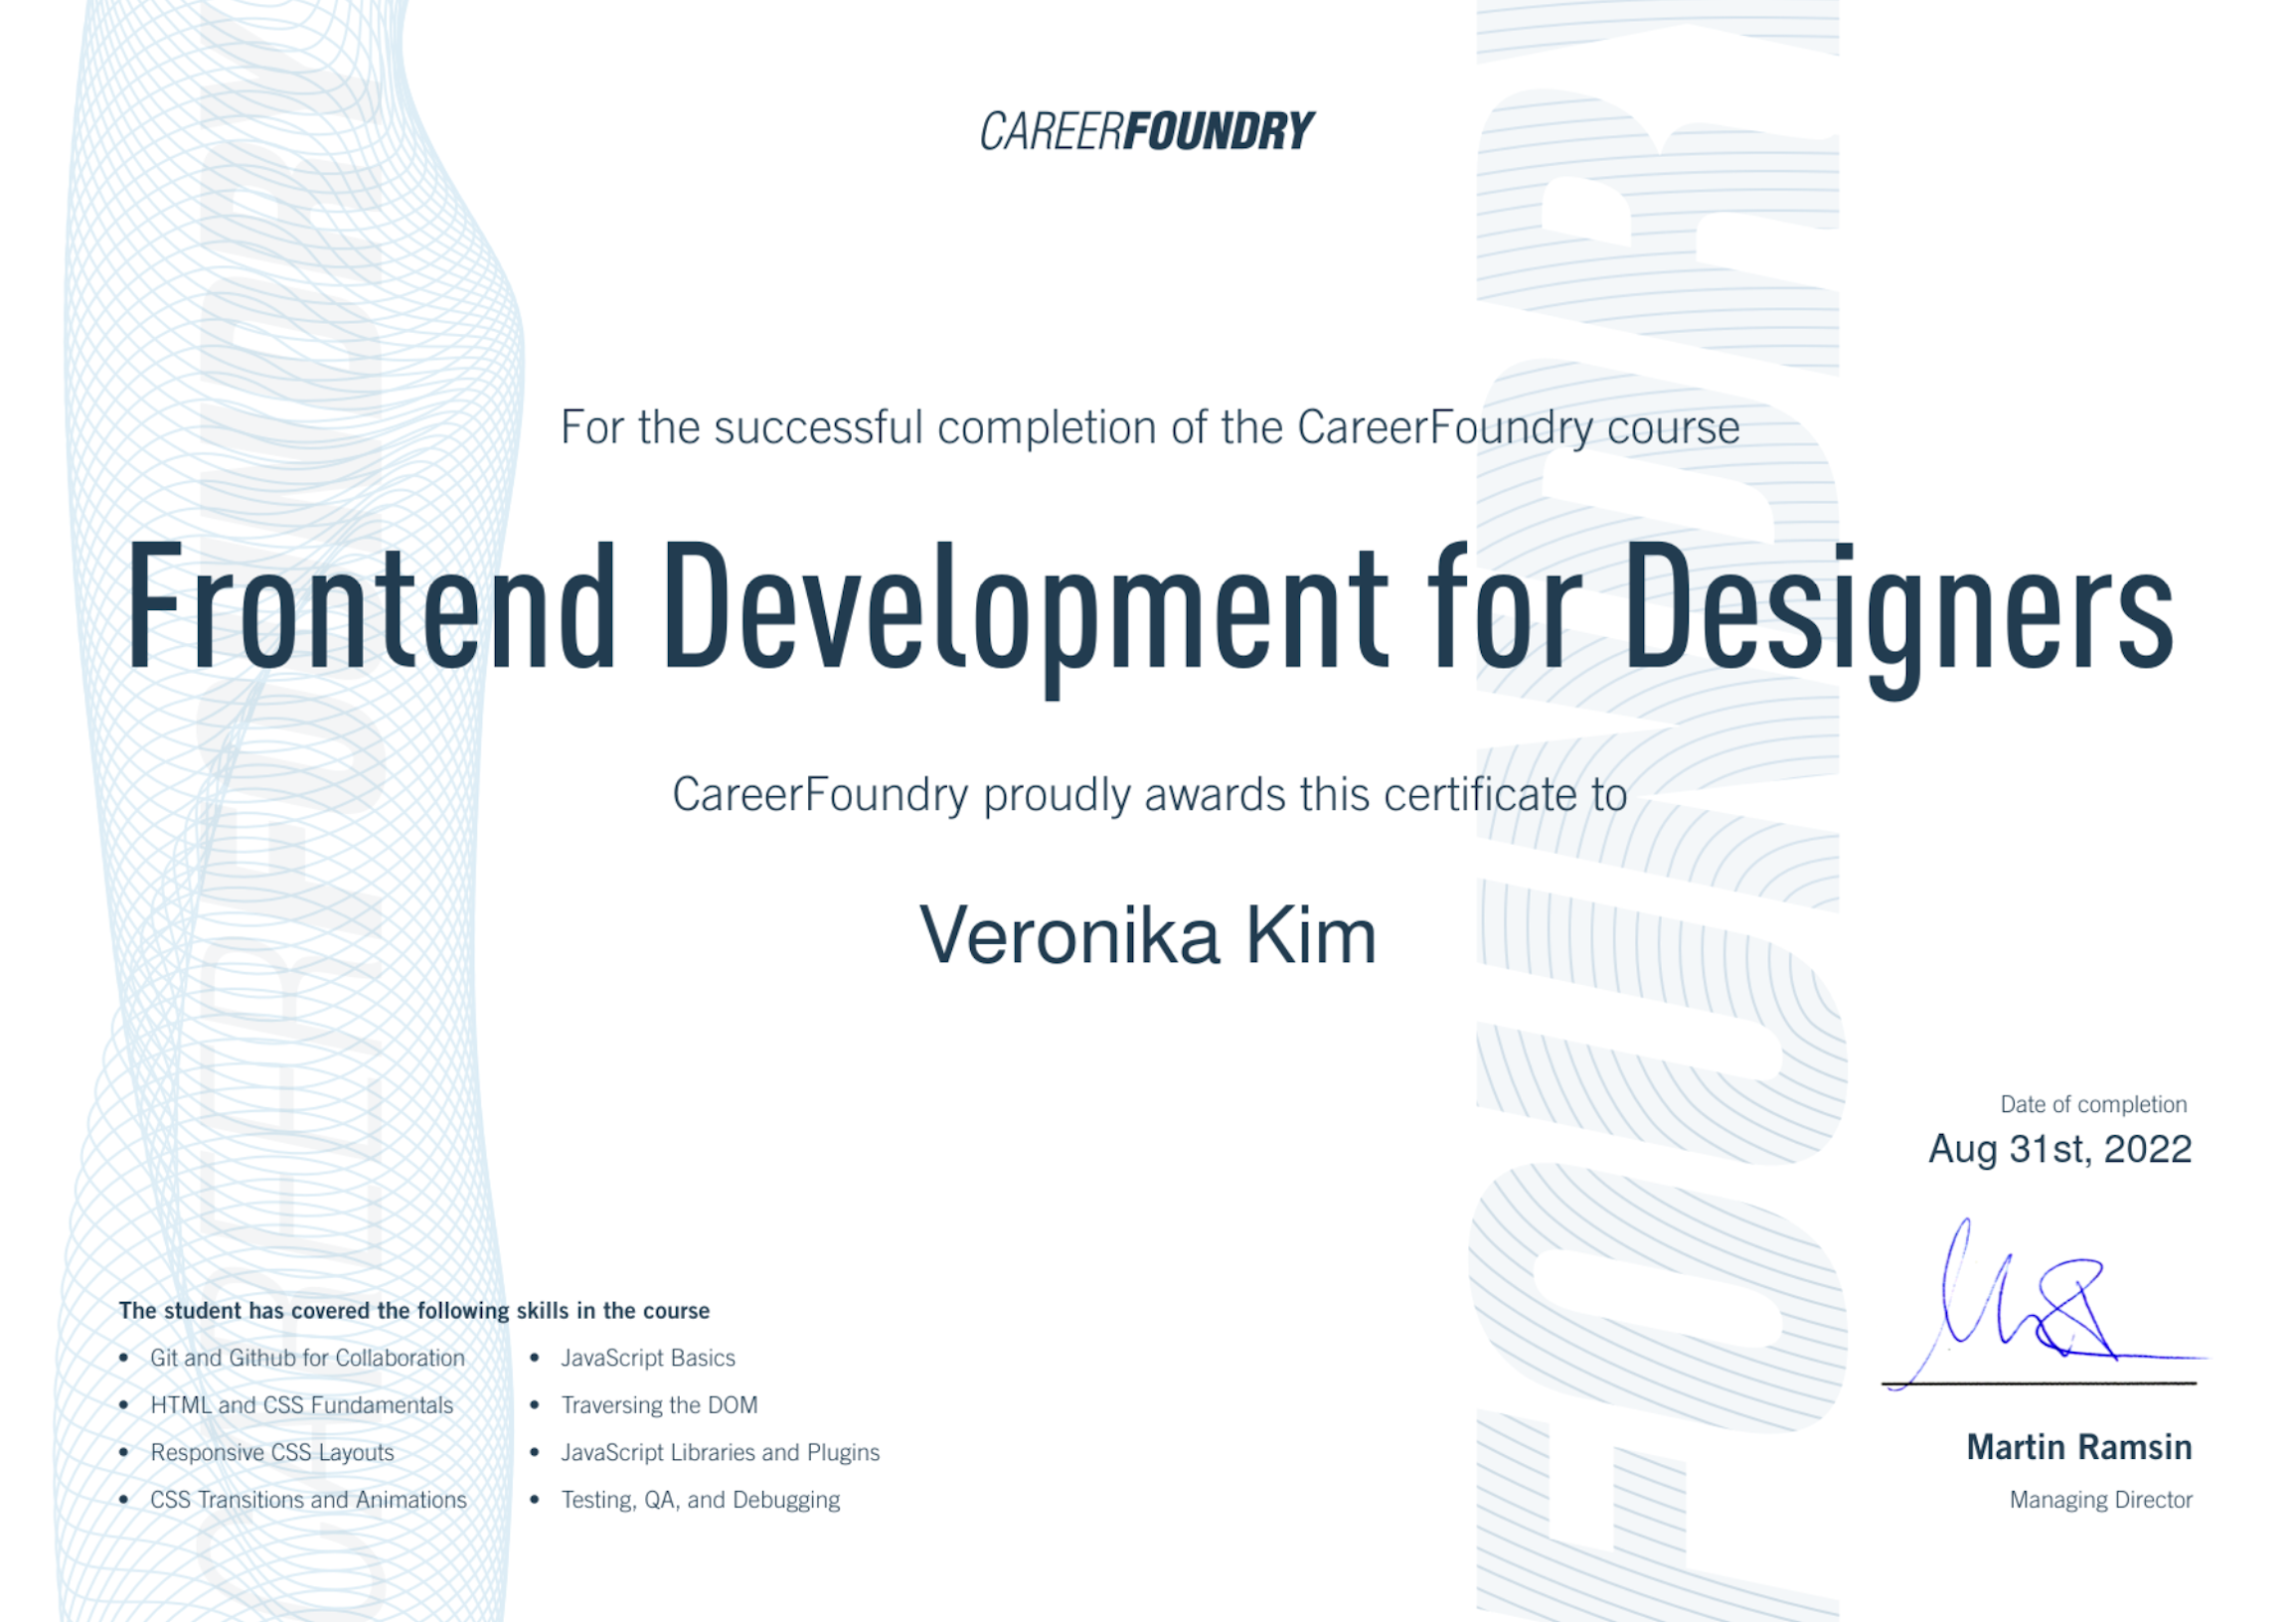 CAREERFOUNDRY
For the successful completion of the CareerFoundry course
Frontend Development for Designers
CareerFoundry proudly awards this certificate to
Veronika Kim
Date of completion
Aug 31st, 2022
The student has covered the following skills in the course
• Git and Github for Collaboration
• HTML and CSS Fundamentals
• Responsive CSS Layouts
• CSS Transitions and Animations
• JavaScript Basics
• Traversing the DOM
• JavaScript Libraries and Plugins
• Testing, QA, and Debugging
Martin Ramsin
Managing Director
CAREERFOUNDRY
FOUNDRY